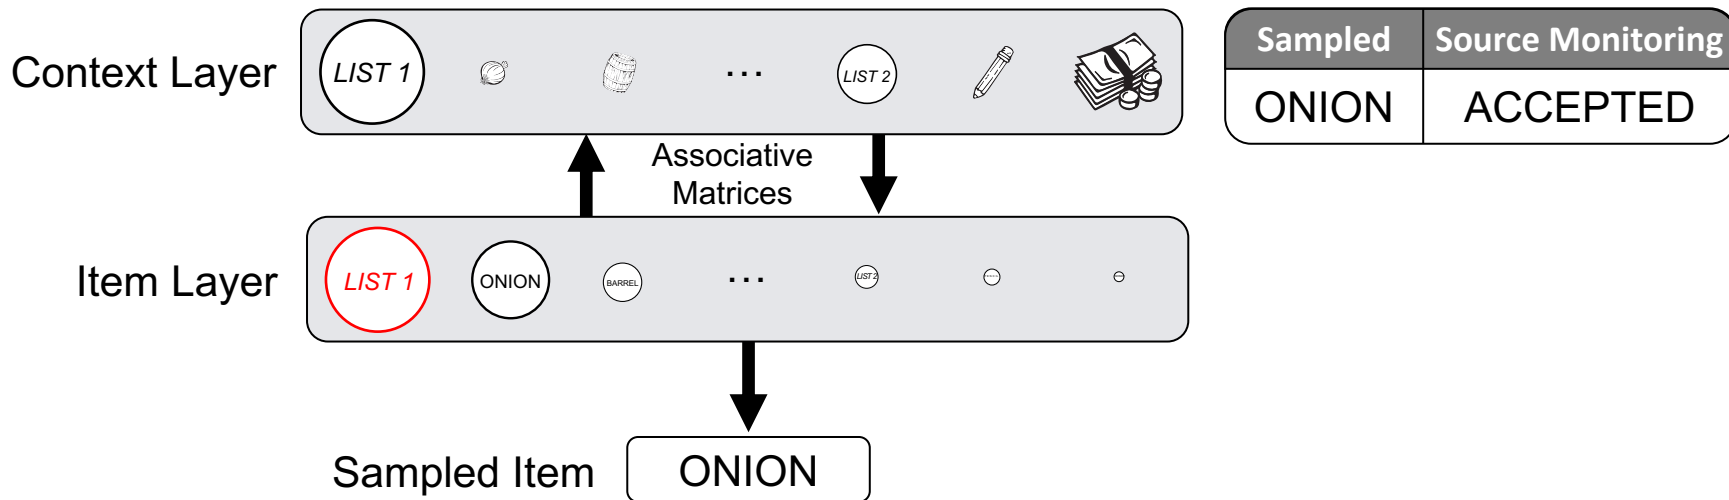 Context Layer
LIST 1
...
LIST 2
Sampled
Source Monitoring
ONION
ACCEPTED
Associative
Matrices
Item Layer
LIST 1
ONION
BARREL
...
LIST 2
Sampled Item
ONION